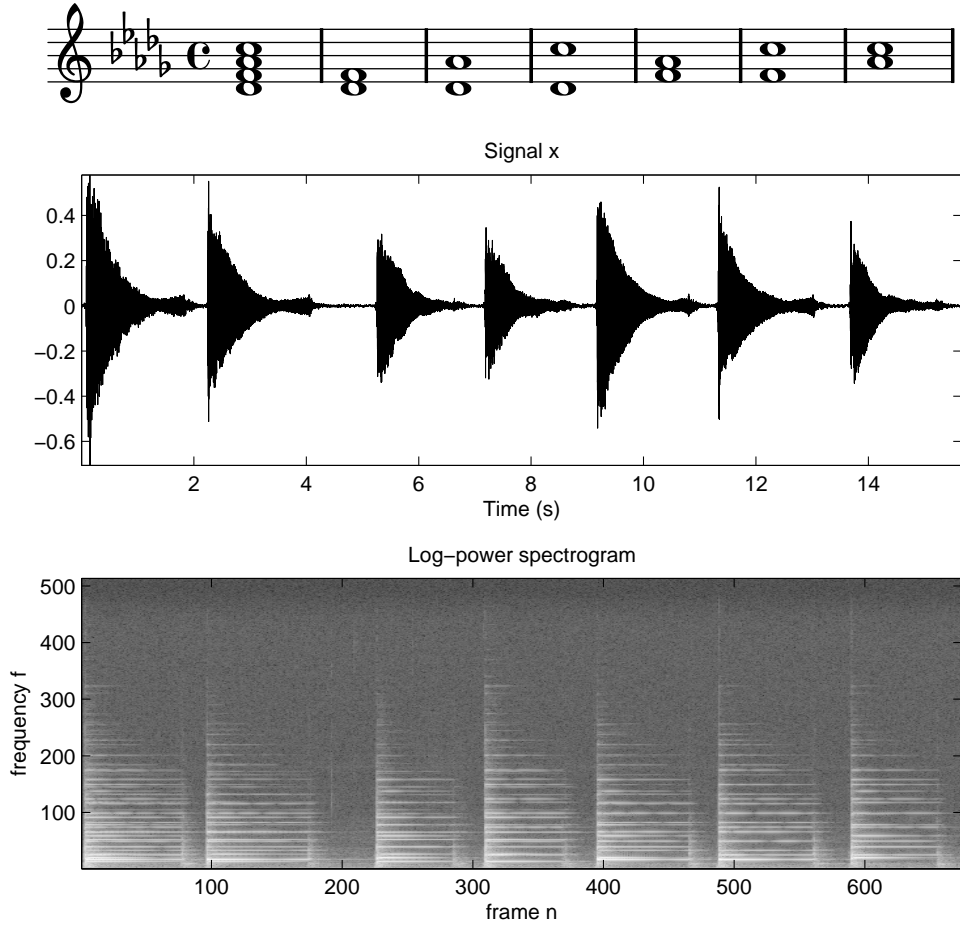 Signal x
0.4
0.2
0
−0.2
−0.4
−0.6
2 4 6 8 10 12 14
Time (s)
Log−power spectrogram
500
400
300
200
100
frequency f
100 200 300 400 500 600
frame n